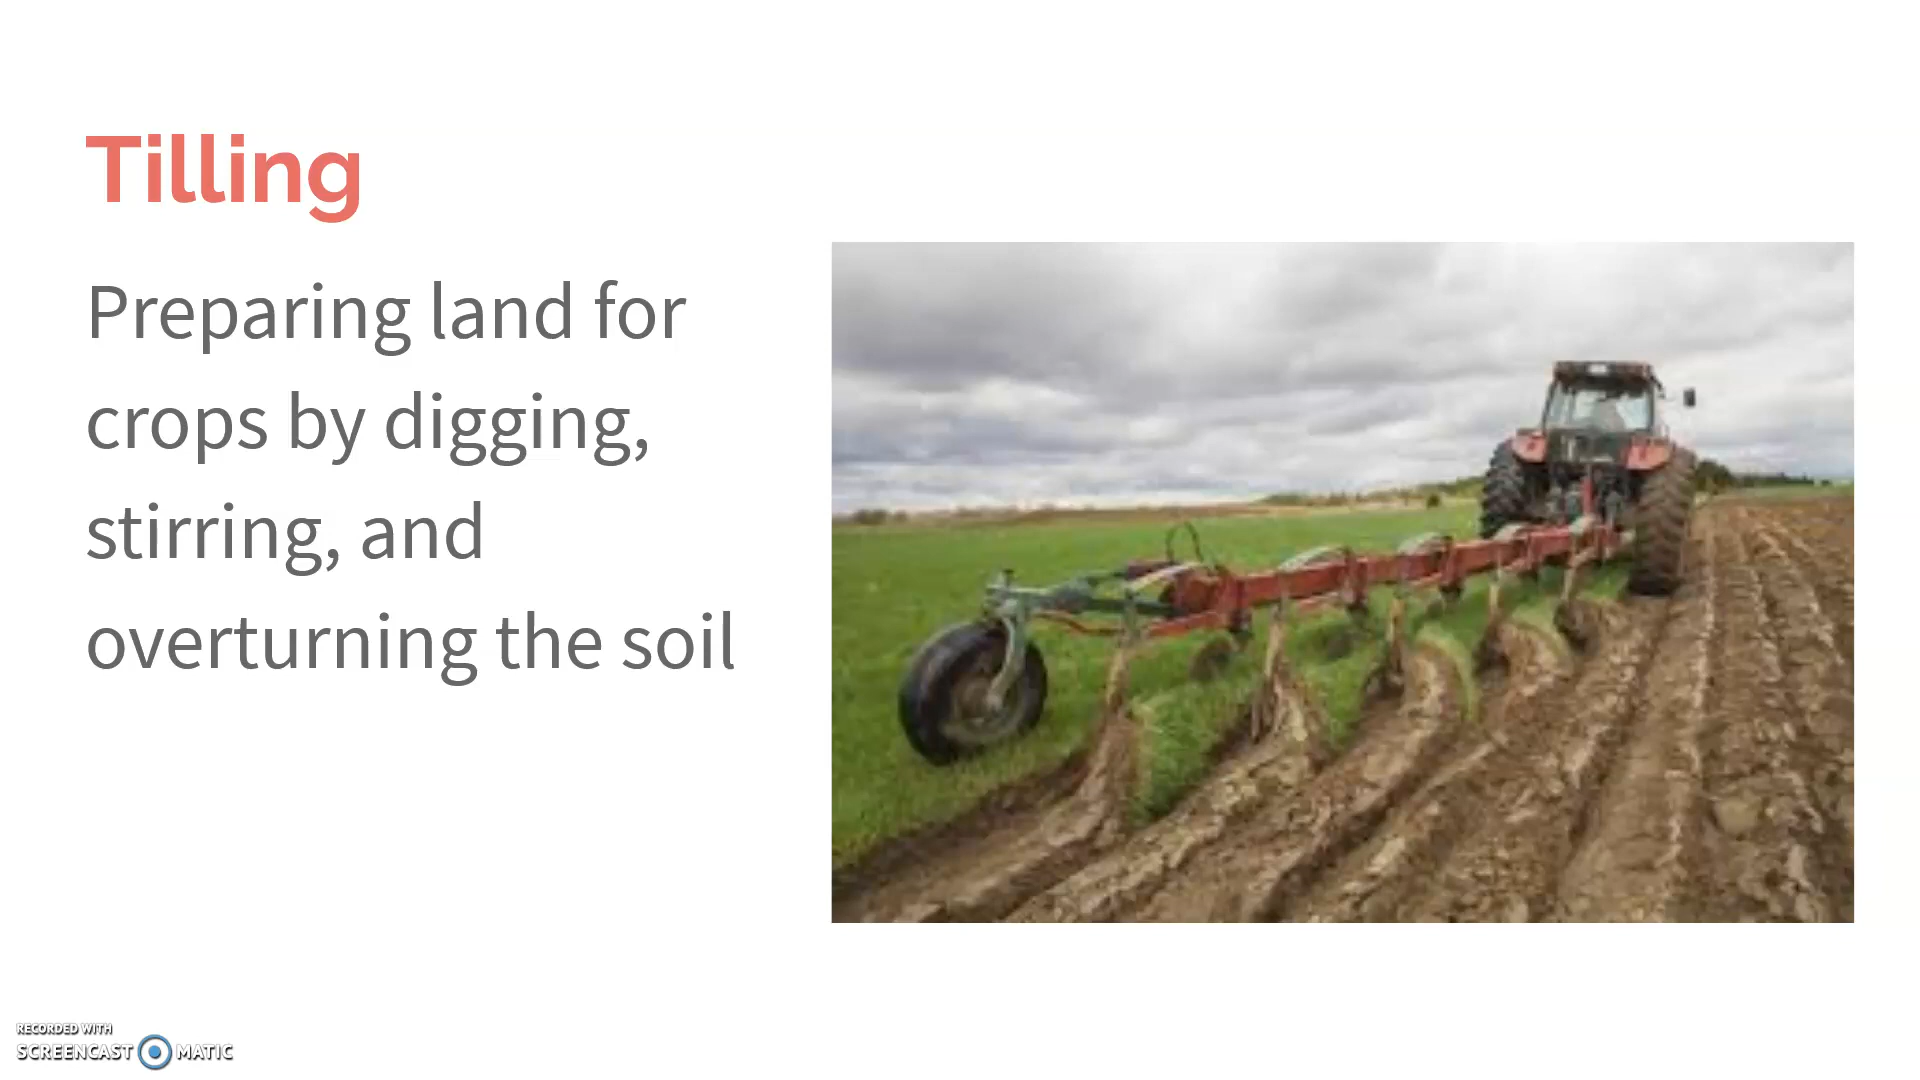 Tilling
Preparing land for
crops by digging,
stirring, and
overturning the soil
RECORDED WITH
SCREENCAST MATIC